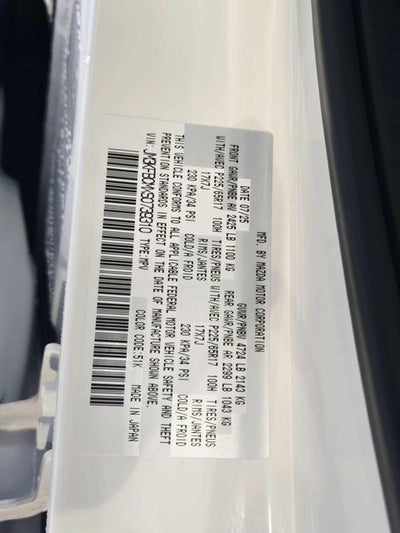 MFD. BY MAZDA MOTOR CORPORATION
DATE 07/25 GVWR/PNBV 4724 LB 2143 KG
FRONT GAWR/PNBE AV 2425 LB 1100 KG REAR GAWR/PNBE AR 2299 LB 1043 KG
WITH/AVEC P225/65R17 100H TIRES/PNEUS WITH/AVEC P225/65R17 100H TIRES/PNEUS
17X7J RIMS/JANTES 17X7J RIMS/JANTES
230 KPA/34 PSI COLD/A FROID 230 KPA/34 PSI COLD/A FROID
THIS VEHICLE CONFORMS TO ALL APPLICABLE FEDERAL MOTOR VEHICLE SAFETY AND THEFT
PREVENTION STANDARDS IN EFFECT ON THE DATE OF MANUFACTURE SHOWN ABOVE.
VIN: TYPE: MPV
COLOR CODE: 51K MADE IN JAPAN